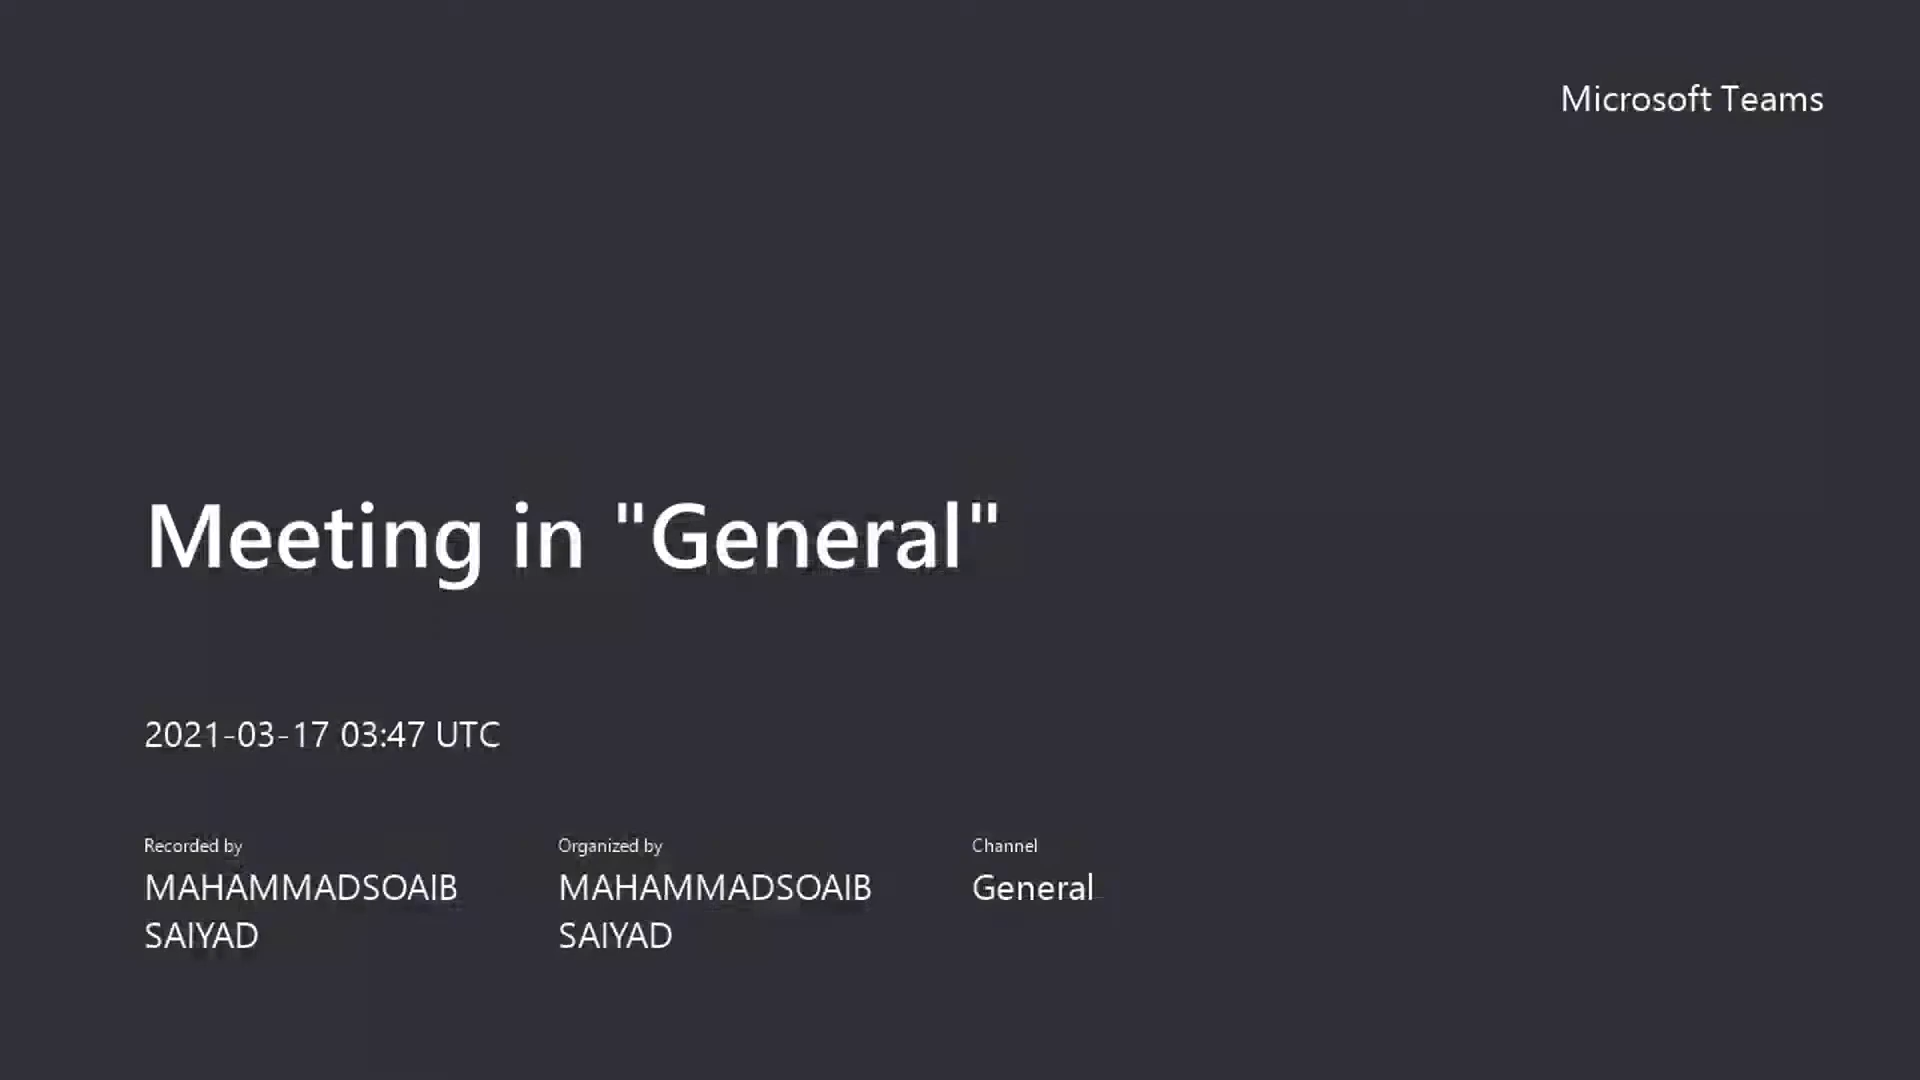 Microsoft Teams
Meeting in "General"
2021-03-17 03:47 UTC
Recorded by
MAHAMMADSOAIB
SAIYAD
Organized by
MAHAMMADSOAIB
SAIYAD
Channel
General